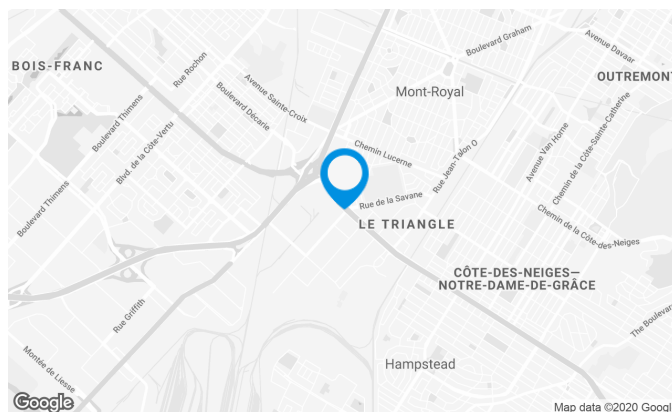 Boulevard Graham
Avenue Davaar
BOIS-FRANC
Rue Rochon
OUTREMONT
Avenue Sainte-Croix
Mont-Royal
Boulevard Thimens
Boulevard Décarie
Blvd. de la Côte-Vertu
Chemin Lucerne
Rue Jean-Talon O
Avenue Van Horne
Chemin de la Côte-Sainte-Catherine
Boulevard Thimens
Rue de la Savane
LE TRIANGLE
Chemin de la Côte-des-Neiges
CÔTE-DES-NEIGES—
NOTRE-DAME-DE-GRÂCE
Rue Griffith
The Boulev
Montée de Liesse
Hampstead
Google
Map data ©2020 Googl